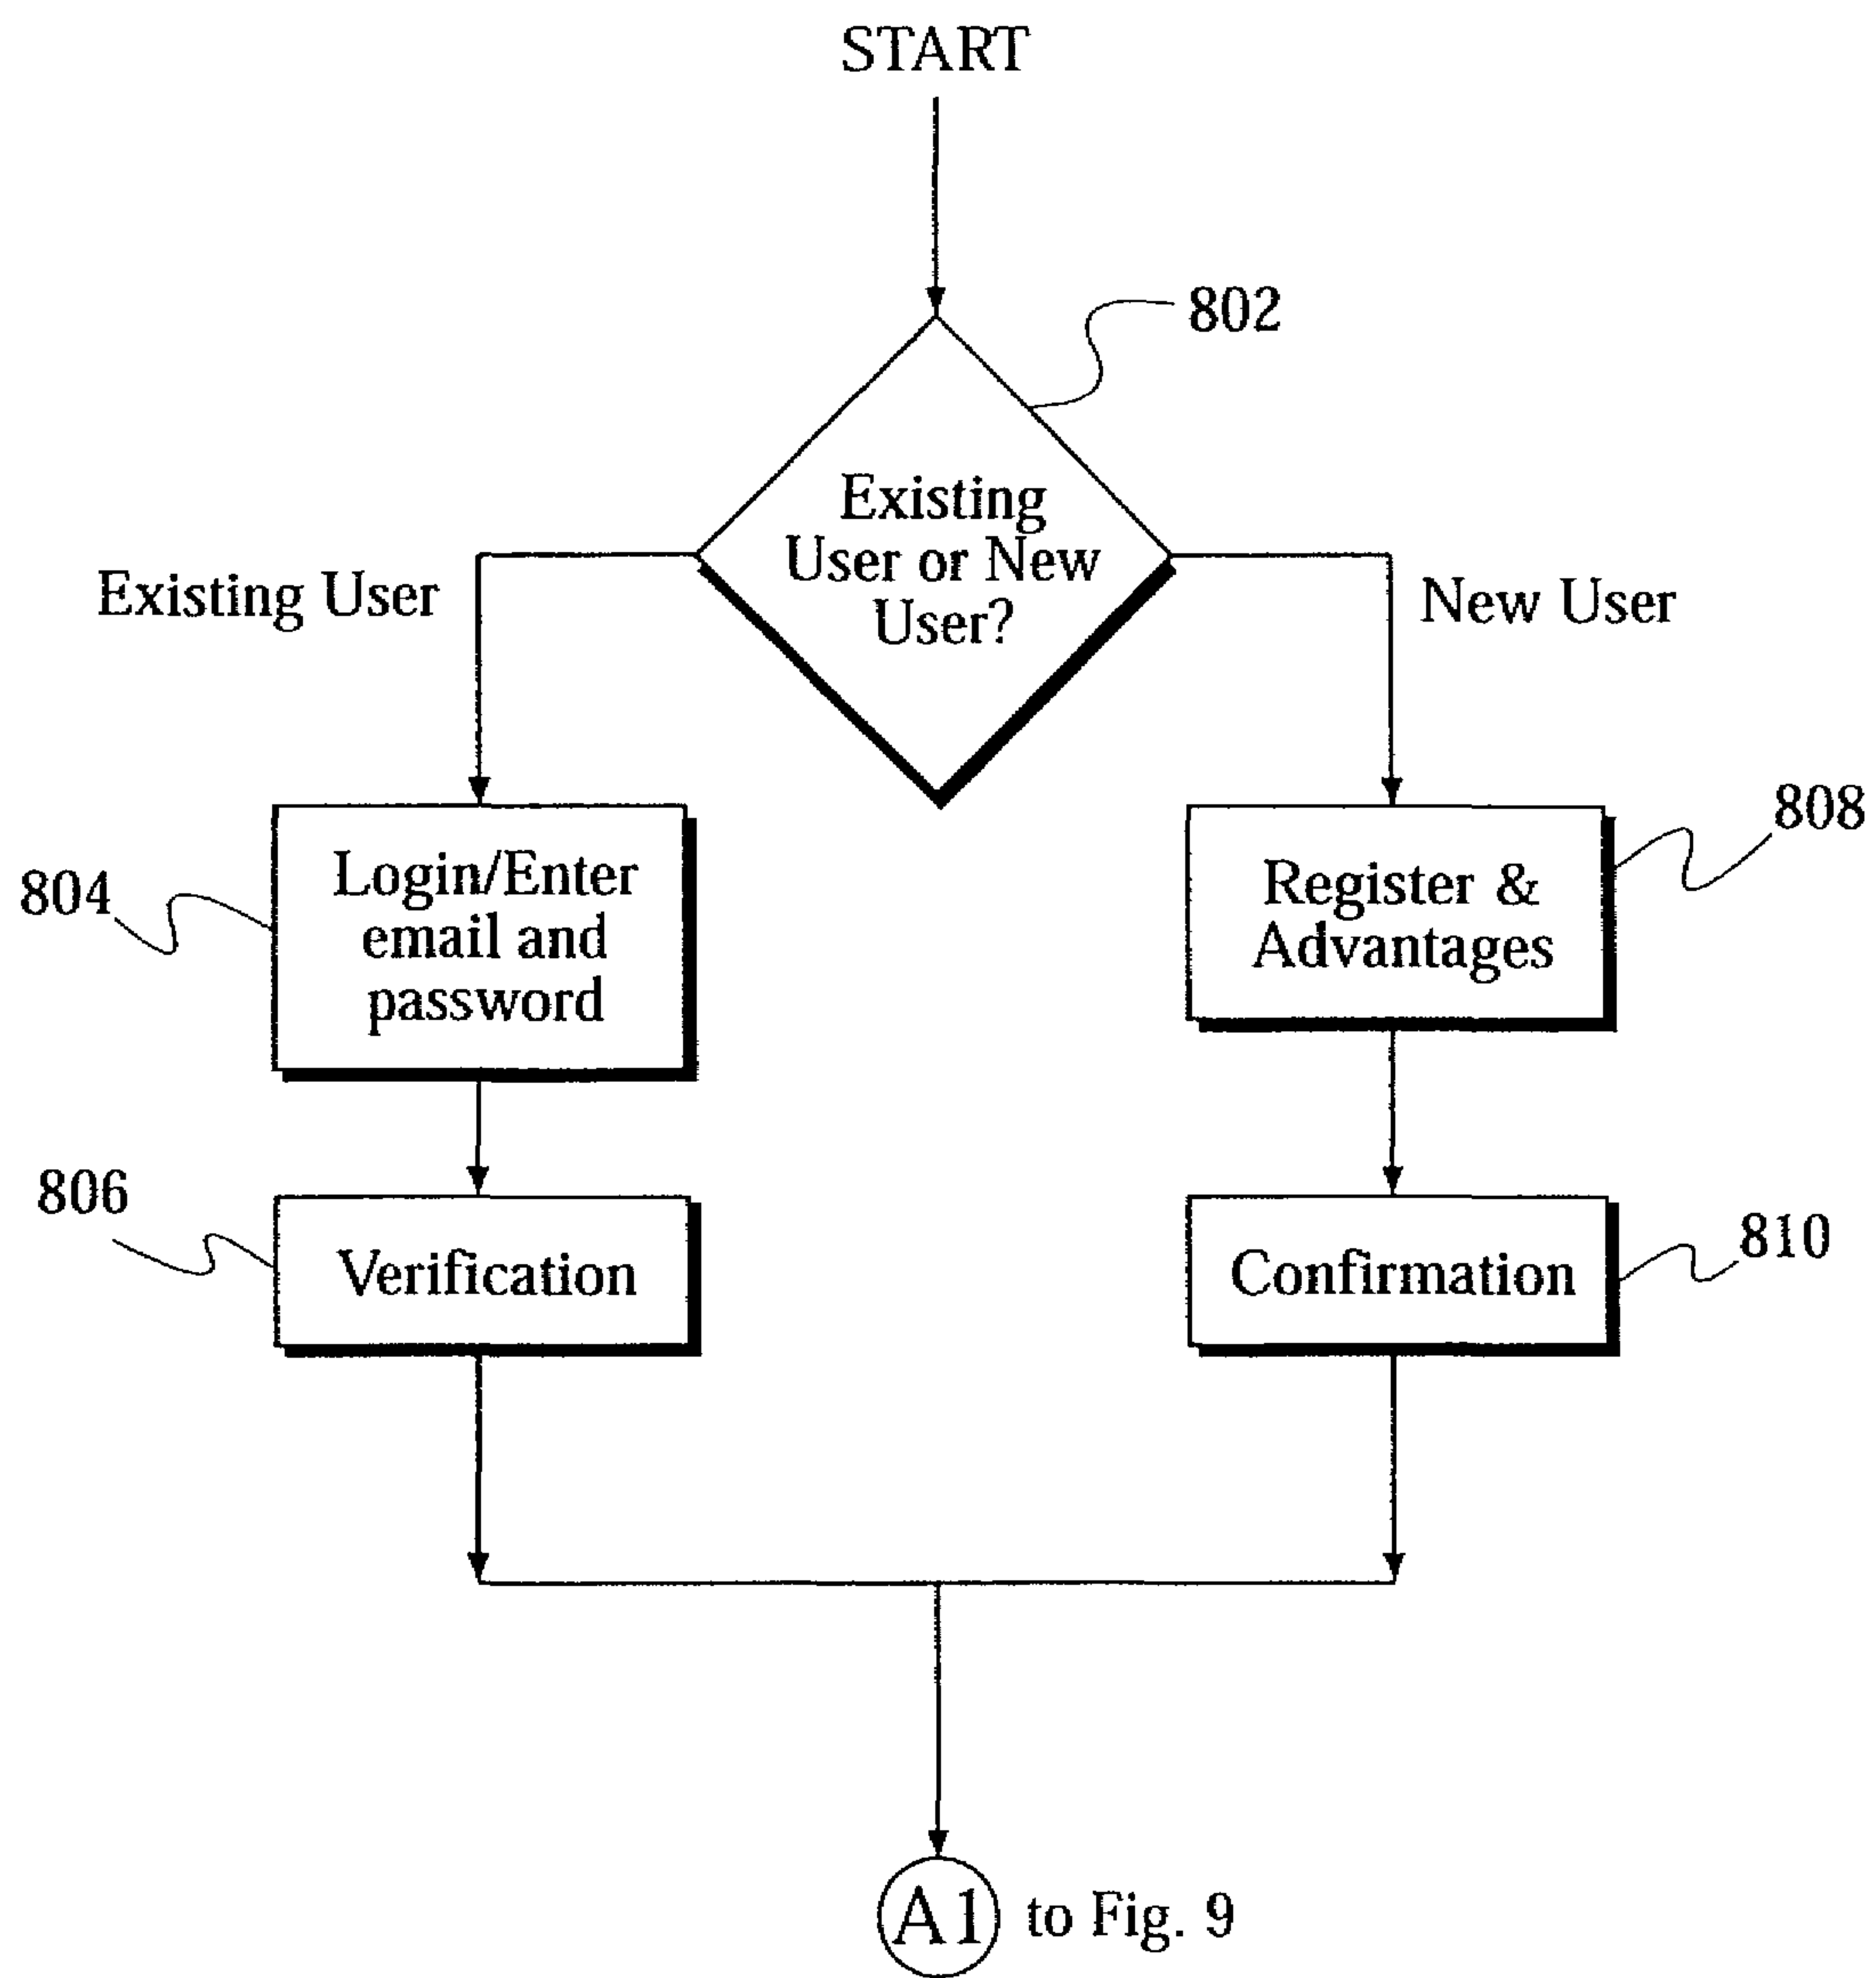 START
802
Existing
User or New
User?
Existing User
New User
804
Login/Enter
email and
password
808
Register &
Advantages
806
Verification
810
Confirmation
A1 to Fig. 9